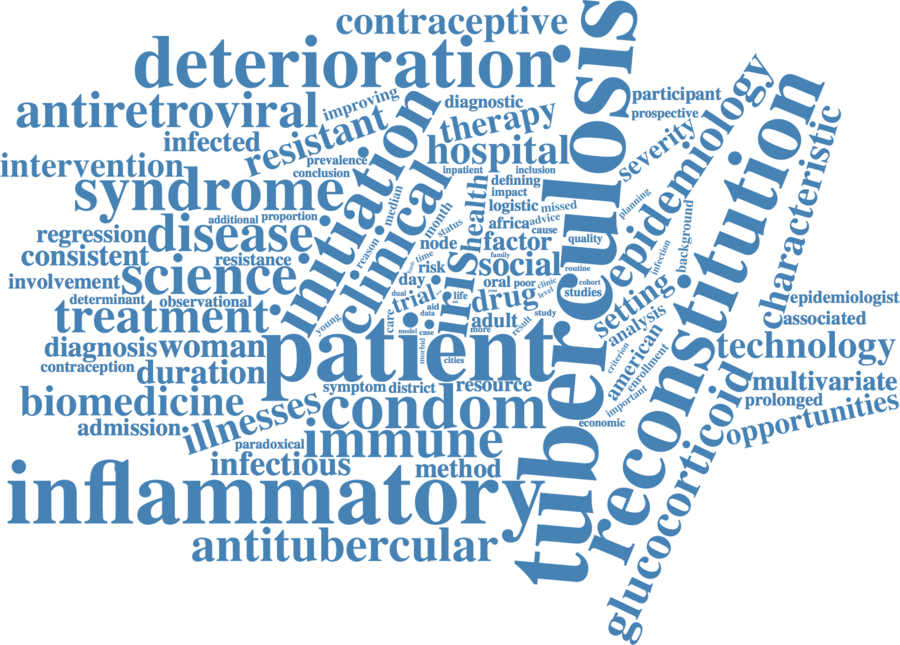 contraceptive
deterioration
tuberculosis
antiretroviral
improving
initiation
diagnostic
participant
prospective
epidemiology
reconstitution
infected
resistant
therapy
hospital
severity
characteristic
intervention
prevalence
conclusion
clinical
inpatient
inclusion
syndrome
median
health
defining
impact
planning
additional
proportion
month
logistic
missed
background
regression
disease
status
africa
advice
cause
consistent
resistance
reason
node
time
factor
quality
infection
family
involvement
science
risk
iris
social
routine
day
oral
poor
clinic
cohort
setting
determinant
observational
dual
trial
life
drug
year
level
studies
epidemiologist
treatment
young
care
aid
data
adult
study
analysis
associated
model
case
more
result
diagnosis
woman
patient
morbid
cities
criterion
american
technology
contraception
duration
enrollment
symptom
district
resource
multivariate
biomedicine
illnesses
condom
important
prolonged
admission
economic
opportunities
paradoxical
immune
glucocorticoid
infectious
method
inflammatory
antitubercular